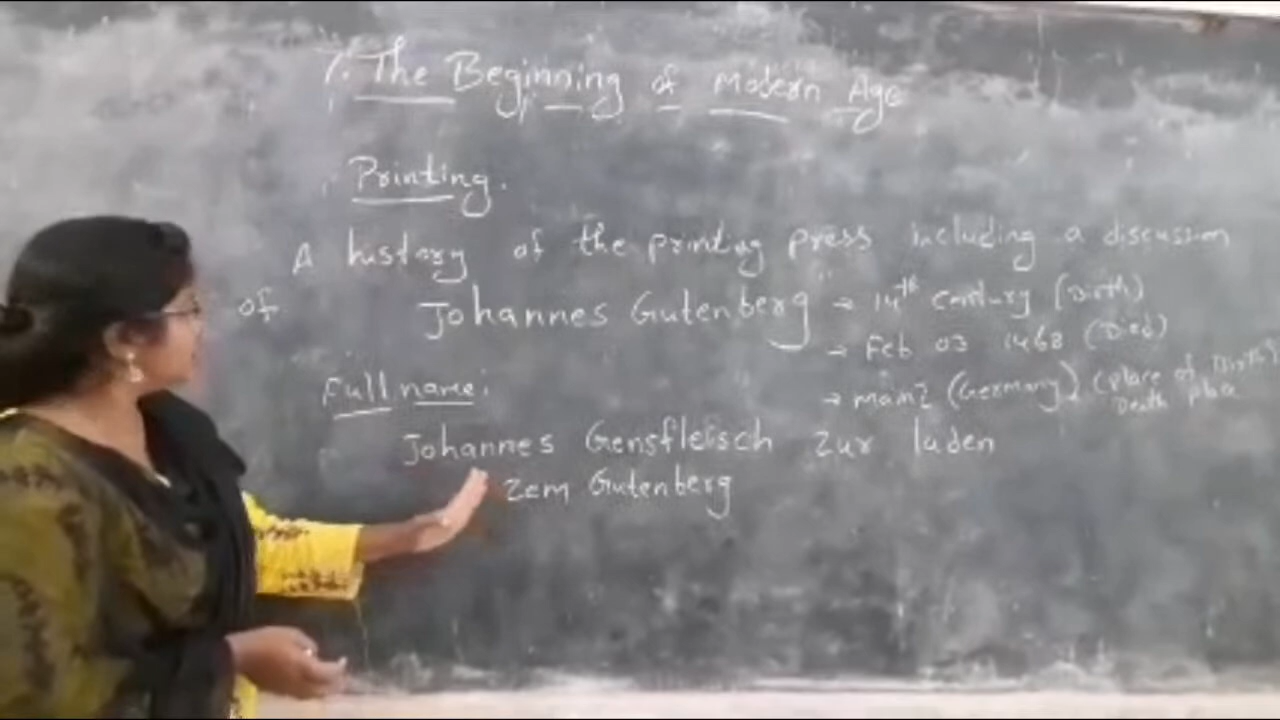 7. The Beginning of Modern Age
Printing.
A history of the printing press including a discussion
of Johannes Gutenberg → 14th Century (Birth)
→ Feb 03 1468 (Died)
→ mainz (Germany) (place of Birth)
Death place
Full name:
Johannes Gensfleisch zur laden
zem Gutenberg